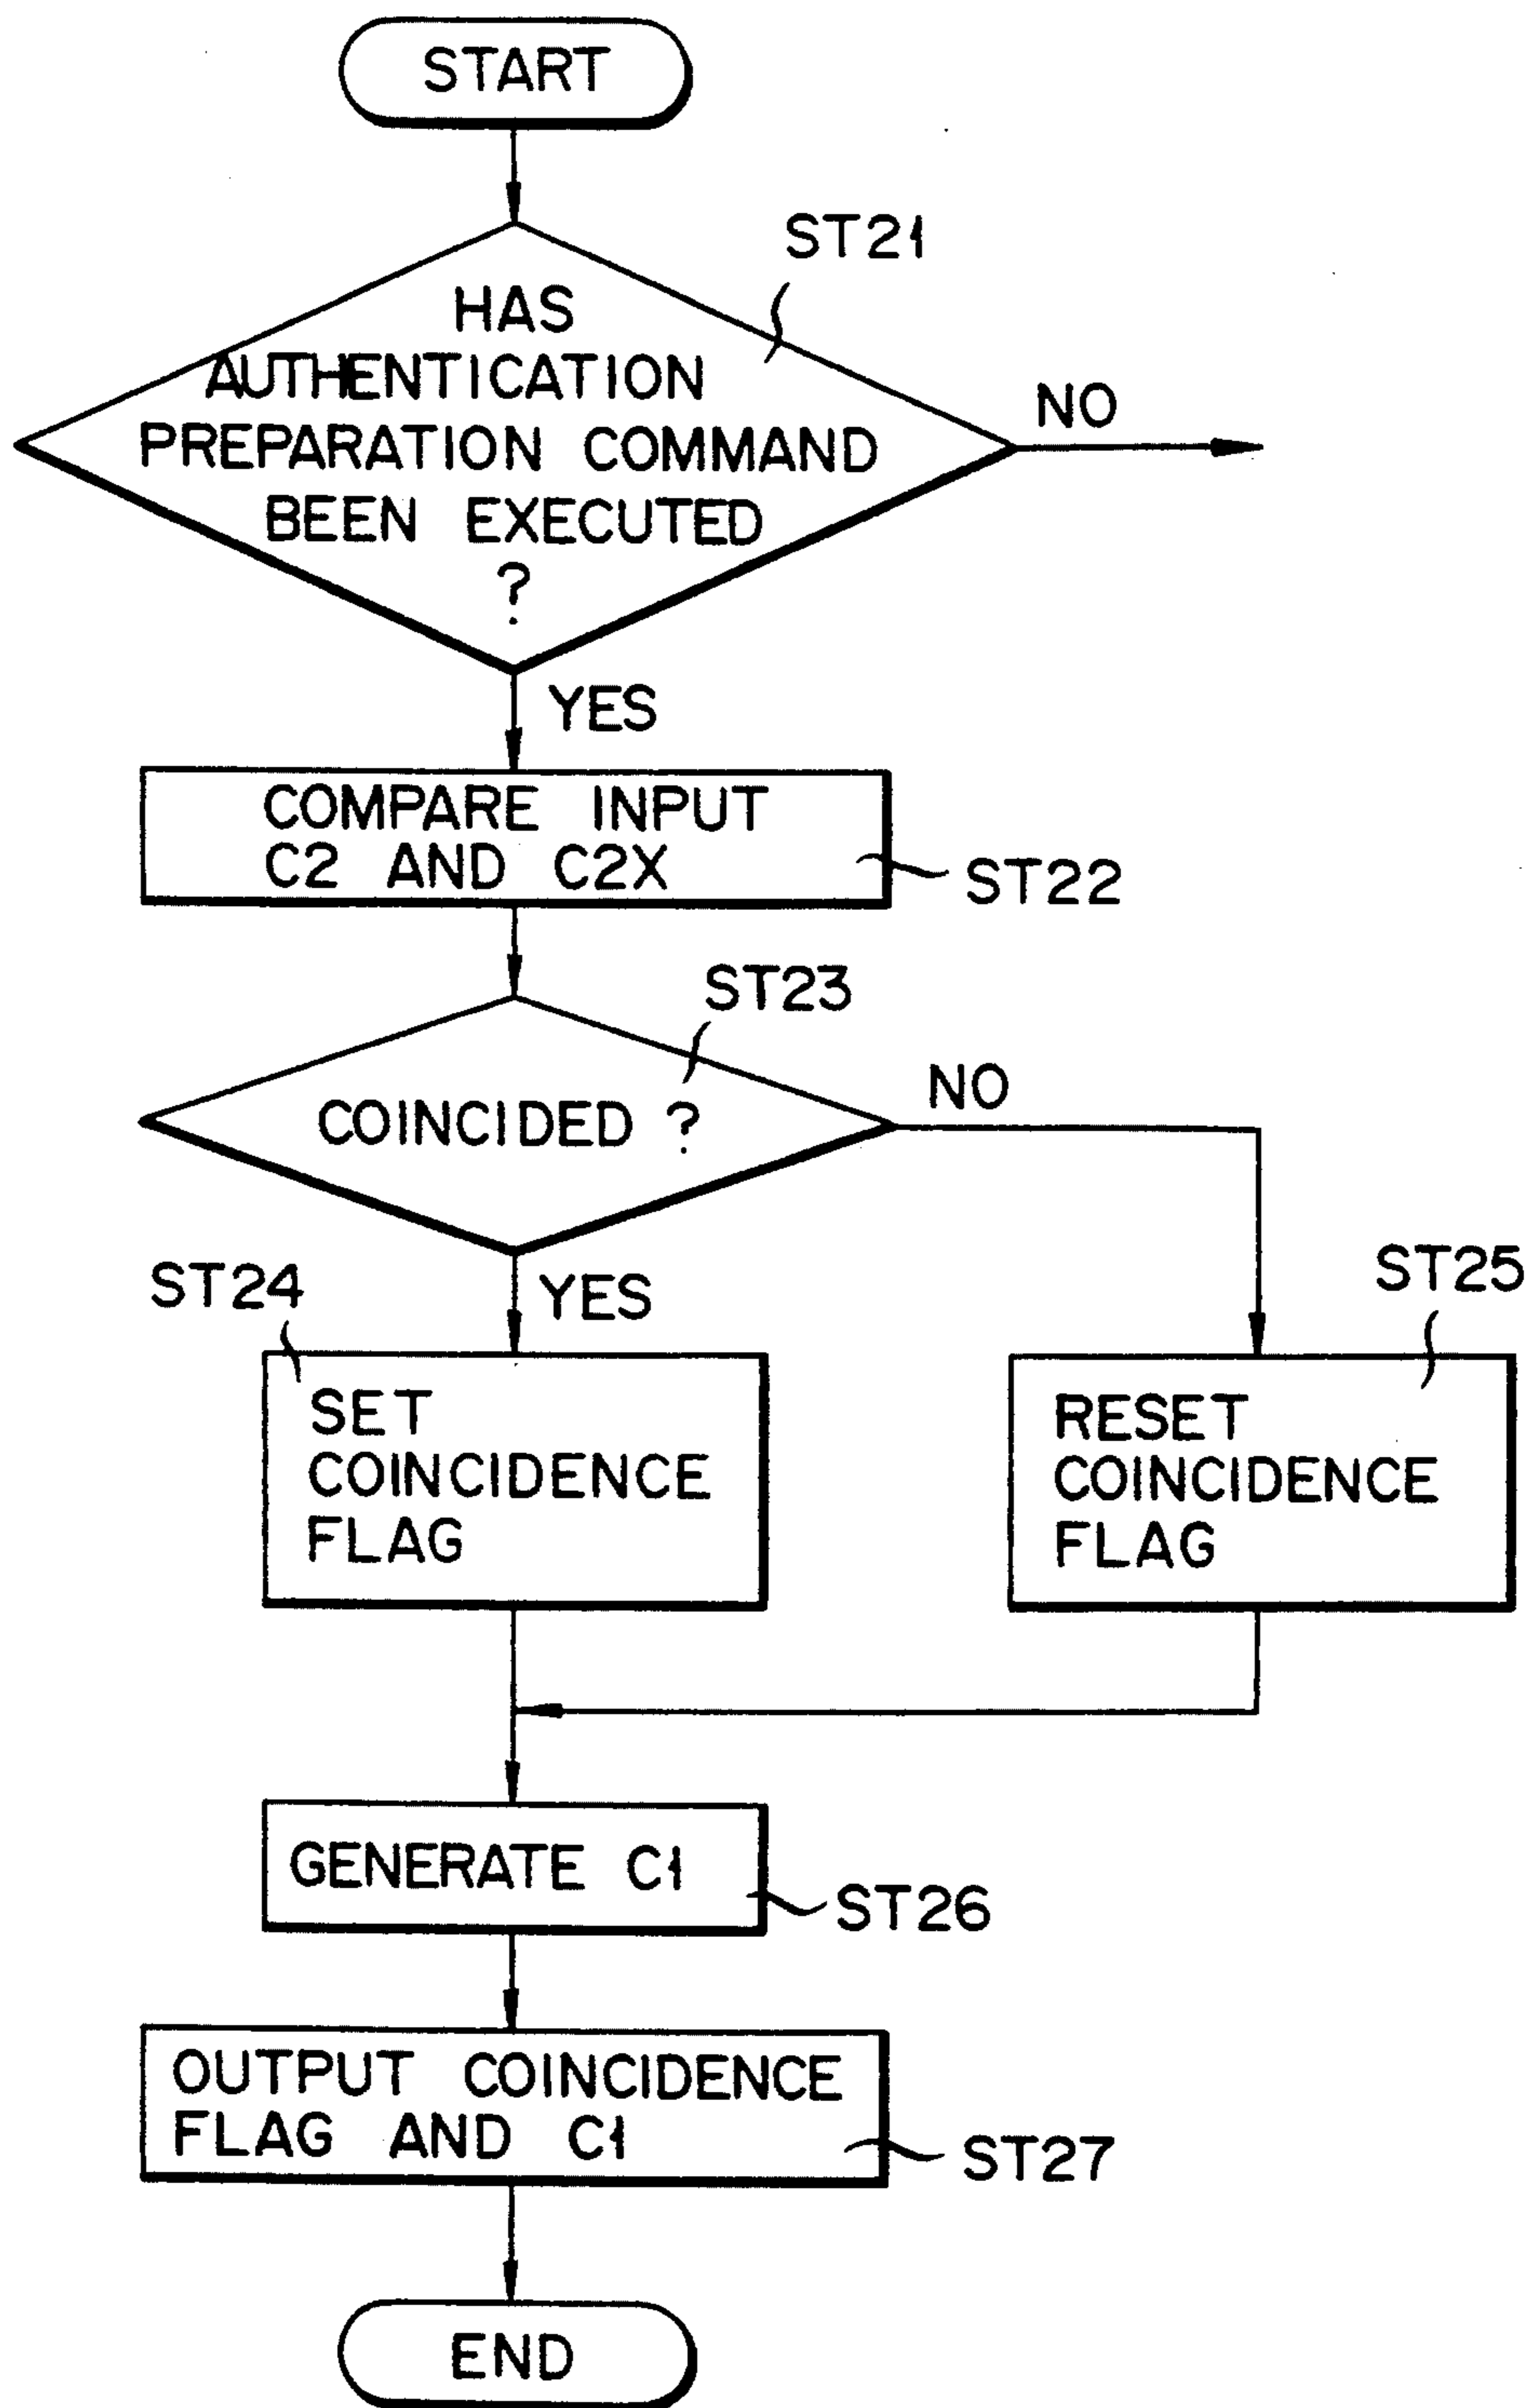 START
ST21
HAS
AUTHENTICATION
PREPARATION COMMAND
BEEN EXECUTED
?
NO
YES
COMPARE INPUT
C2 AND C2X
ST22
ST23
COINCIDED ?
NO
YES
ST24
SET
COINCIDENCE
FLAG
ST25
RESET
COINCIDENCE
FLAG
GENERATE C1
ST26
OUTPUT COINCIDENCE
FLAG AND C1
ST27
END